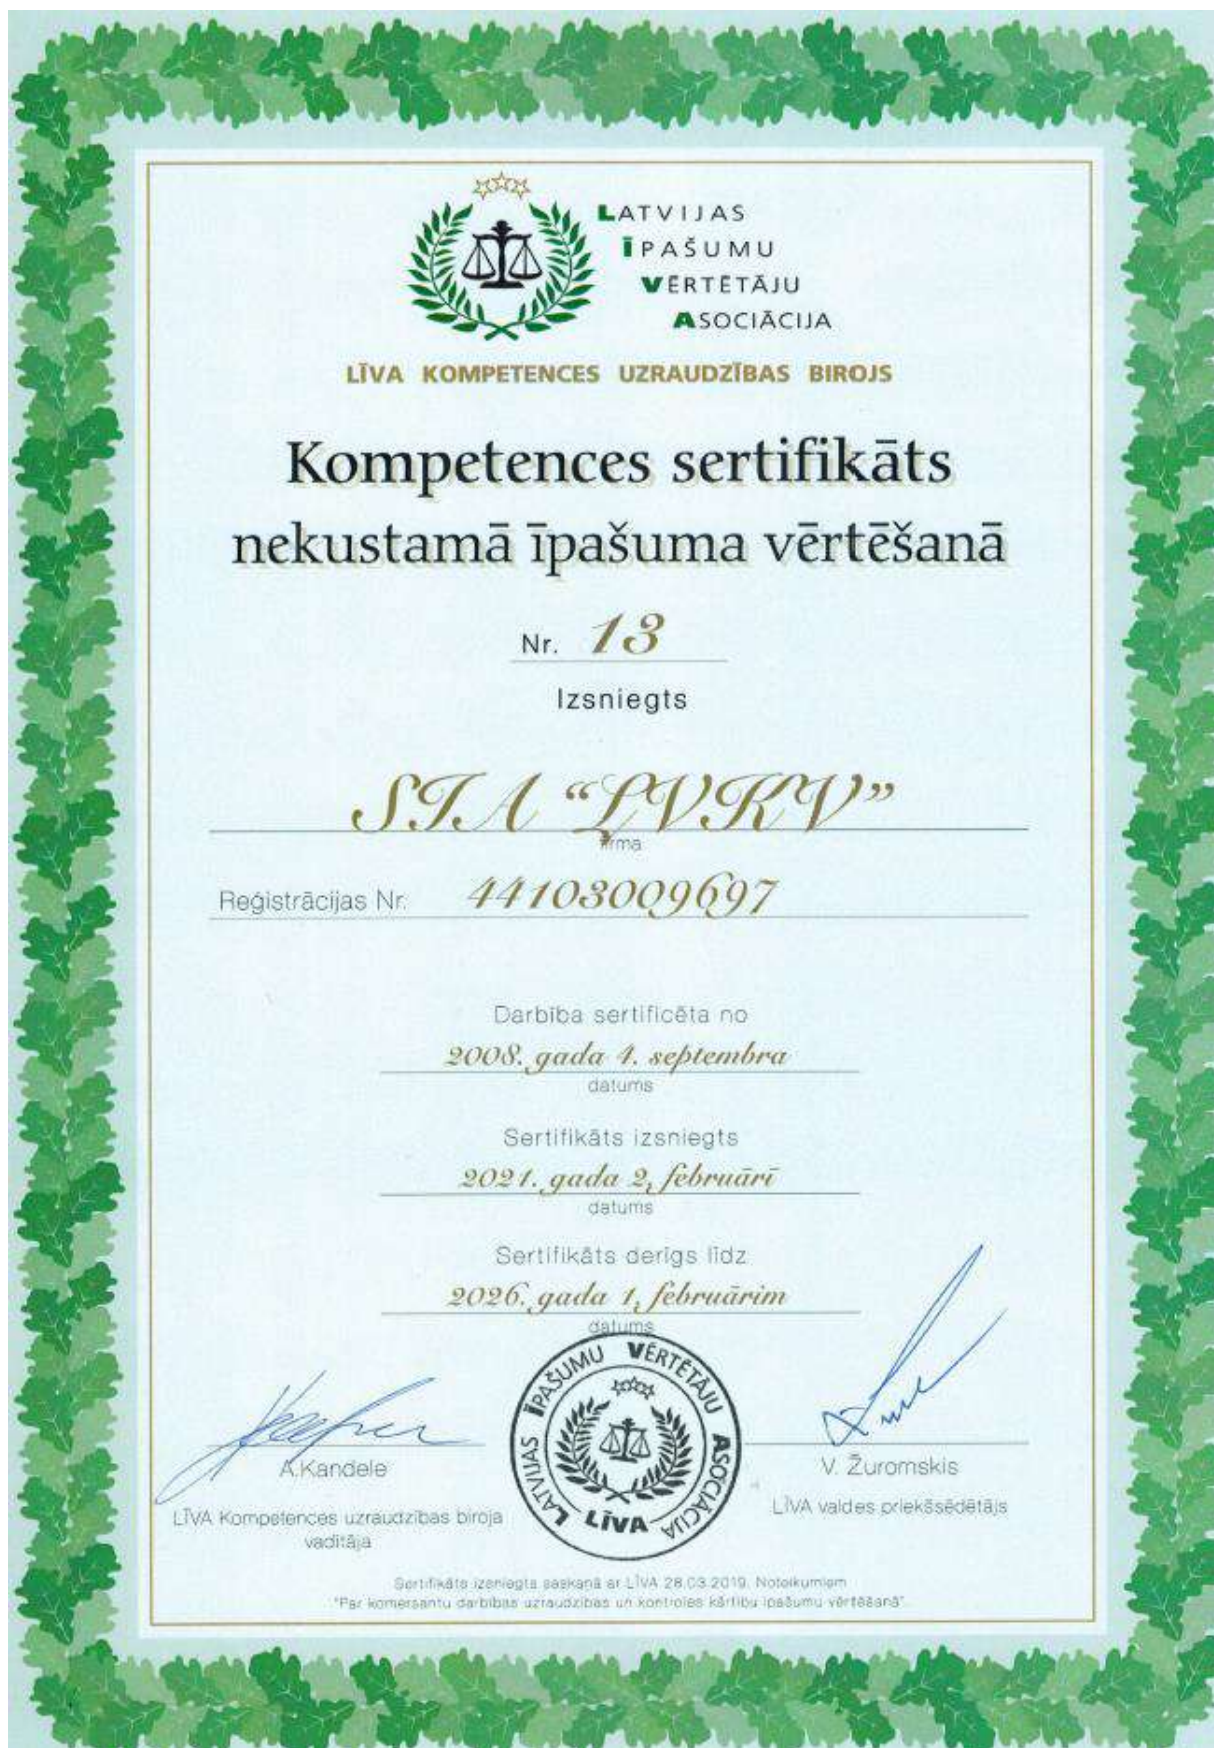 LATVIJAS
ĪPAŠUMU
VĒRTĒTĀJU
ASOCIĀCIJA
LĪVA KOMPETENCES UZRAUDZĪBAS BIROJS
Kompetences sertifikāts
nekustamā īpašuma vērtēšanā
Nr. 13
Izsniegts
SIA “LVKV”
firma
Reģistrācijas Nr. 44103009697
Darbība sertificēta no
2008. gada 4. septembra
datums
Sertifikāts izsniegts
2021. gada 2. februārī
datums
Sertifikāts derīgs līdz
2026. gada 1. februārim
datums
LATVIJAS ĪPAŠUMU VĒRTĒTĀJU ASOCIĀCIJA
LĪVA
A.Kandele
LĪVA Kompetences uzraudzības biroja
vadītāja
V. Žuromskis
LĪVA valdes priekšsēdētājs
Sertifikāts izsniegts saskaņā ar LĪVA 28.03.2019. Noteikumiem
"Par komersantu darbības uzraudzības un kontroles kārtību īpašumu vērtēšanā".